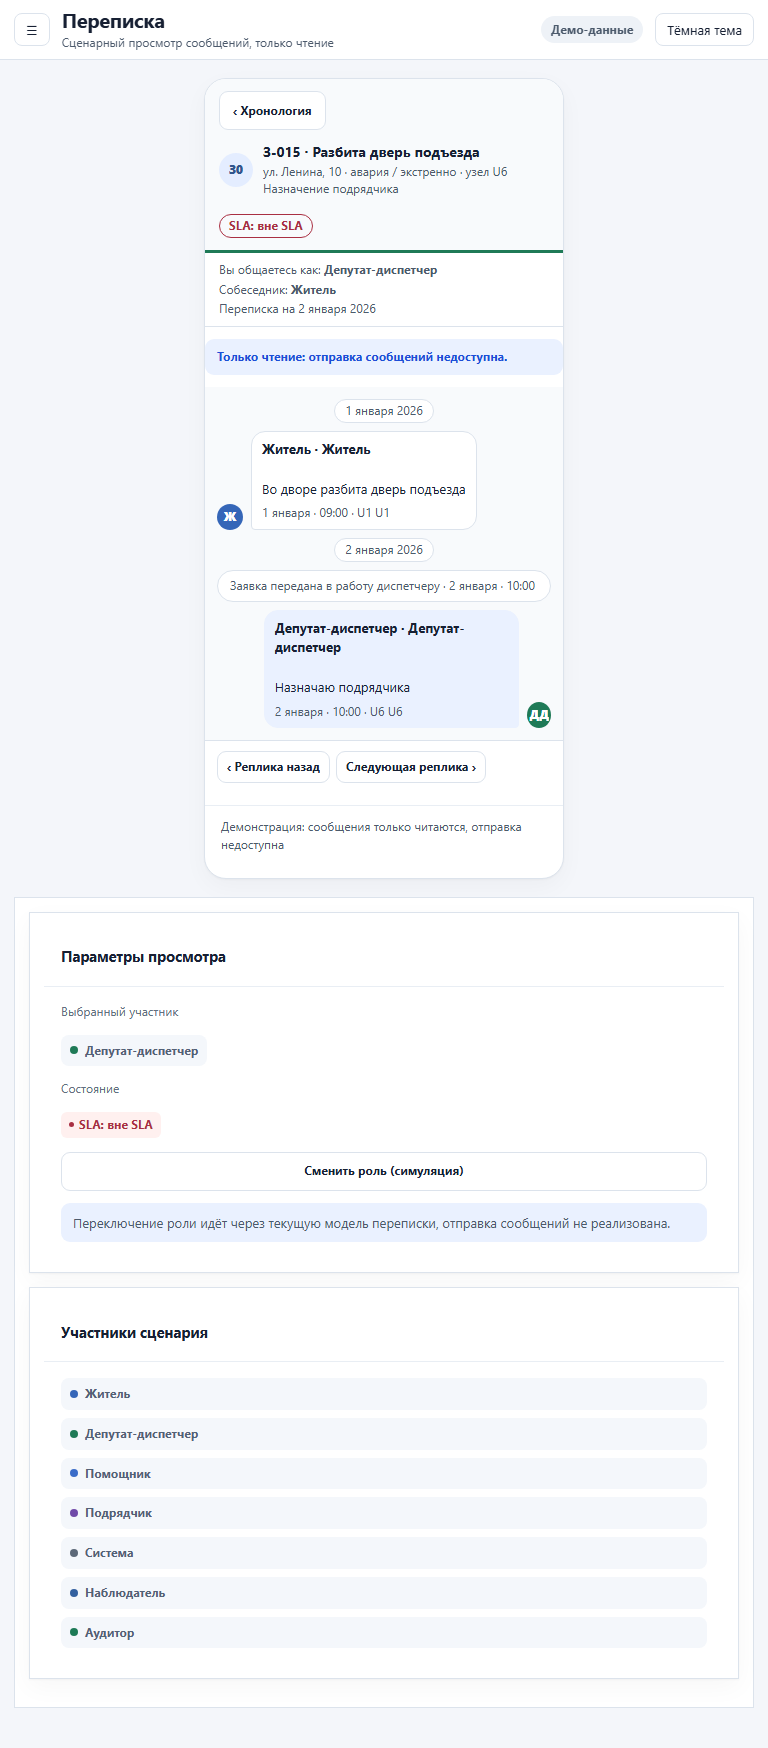 ☰
Переписка
Сценарный просмотр сообщений, только чтение
Демо-данные
Тёмная тема
‹ Хронология
30
3-015 · Разбита дверь подъезда
ул. Ленина, 10 · авария / экстренно · узел U6
Назначение подрядчика
SLA: вне SLA
Вы общаетесь как: Депутат-диспетчер
Собеседник: Житель
Переписка на 2 января 2026
Только чтение: отправка сообщений недоступна.
1 января 2026
Житель · Житель
Во дворе разбита дверь подъезда
1 января · 09:00 · U1 U1
Ж
2 января 2026
Заявка передана в работу диспетчеру · 2 января · 10:00
Депутат-диспетчер · Депутат-
диспетчер
Назначаю подрядчика
2 января · 10:00 · U6 U6
ДД
‹ Реплика назад
Следующая реплика ›
Демонстрация: сообщения только читаются, отправка
недоступна
Параметры просмотра
Выбранный участник
Депутат-диспетчер
Состояние
SLA: вне SLA
Сменить роль (симуляция)
Переключение роли идёт через текущую модель переписки, отправка сообщений не реализована.
Участники сценария
Житель
Депутат-диспетчер
Помощник
Подрядчик
Система
Наблюдатель
Аудитор